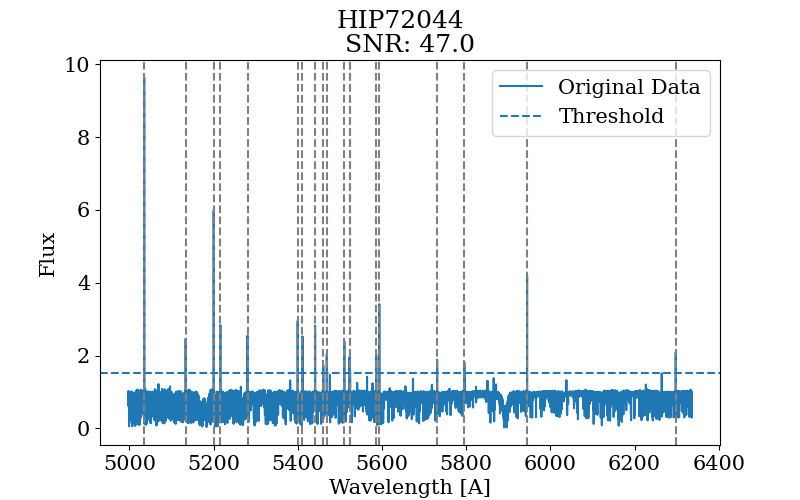 HIP72044
SNR: 47.0
Original Data
Threshold
10
8
6
4
2
0
Flux
5000 5200 5400 5600 5800 6000 6200 6400
Wavelength [A]